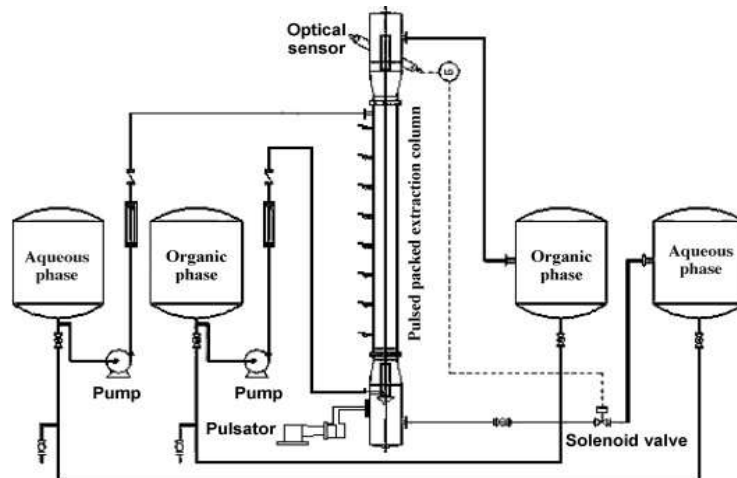 Optical
sensor
Pulsed packed extraction column
Aqueous
phase
Organic
phase
Organic
phase
Aqueous
phase
Pump
Pump
Pulsator
Solenoid valve